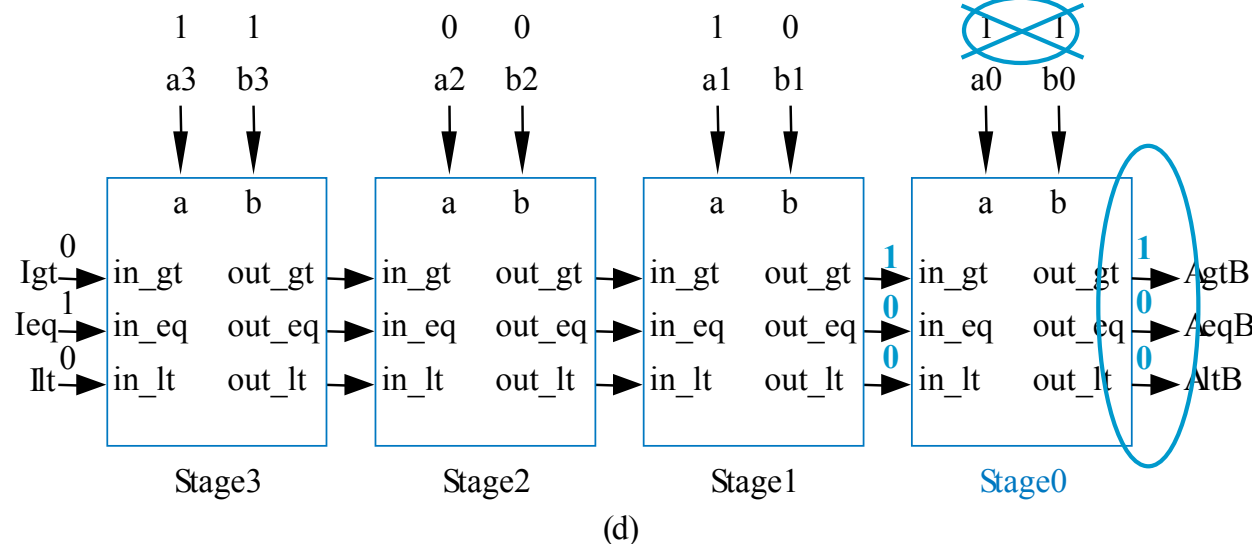 1 1 0 0 1 0 1 1
a3 b3 a2 b2 a1 b1 a0 b0
a b a b a b a b
0 1 1
Igt in_gt out_gt in_gt out_gt in_gt out_gt in_gt out_gt AgtB
1 0 0
Ieq in_eq out_eq in_eq out_eq in_eq out_eq in_eq out_eq AeqB
0 0 0
Ilt in_lt out_lt in_lt out_lt in_lt out_lt in_lt out_lt AltB
Stage3 Stage2 Stage1 Stage0
(d)